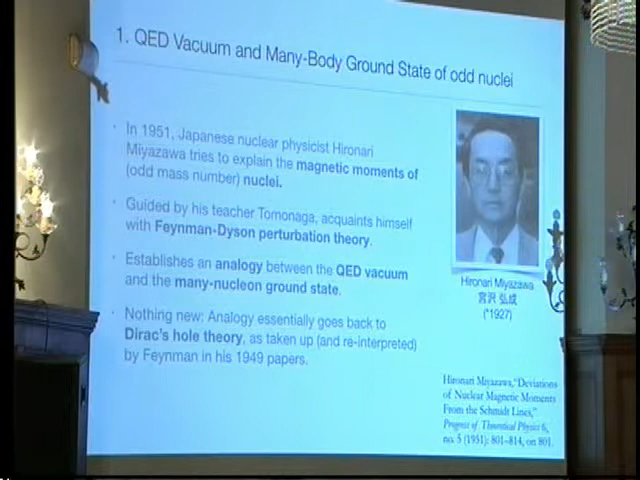 1. QED Vacuum and Many-Body Ground State of odd nuclei
· In 1951, Japanese nuclear physicist Hironari
Miyazawa tries to explain the magnetic moments of
(odd mass number) nuclei.
· Guided by his teacher Tomonaga, acquaints himself
with Feynman-Dyson perturbation theory.
· Establishes an analogy between the QED vacuum
and the many-nucleon ground state.
· Nothing new: Analogy essentially goes back to
Dirac's hole theory, as taken up (and re-interpreted)
by Feynman in his 1949 papers.
Hironari Miyazawa
宮沢 弘成
(*1927)
Hironari Miyazawa, "Deviations
of Nuclear Magnetic Moments
From the Schmidt Lines,"
Progress of Theoretical Physics 6,
no. 5 (1951): 801–814, on 801.